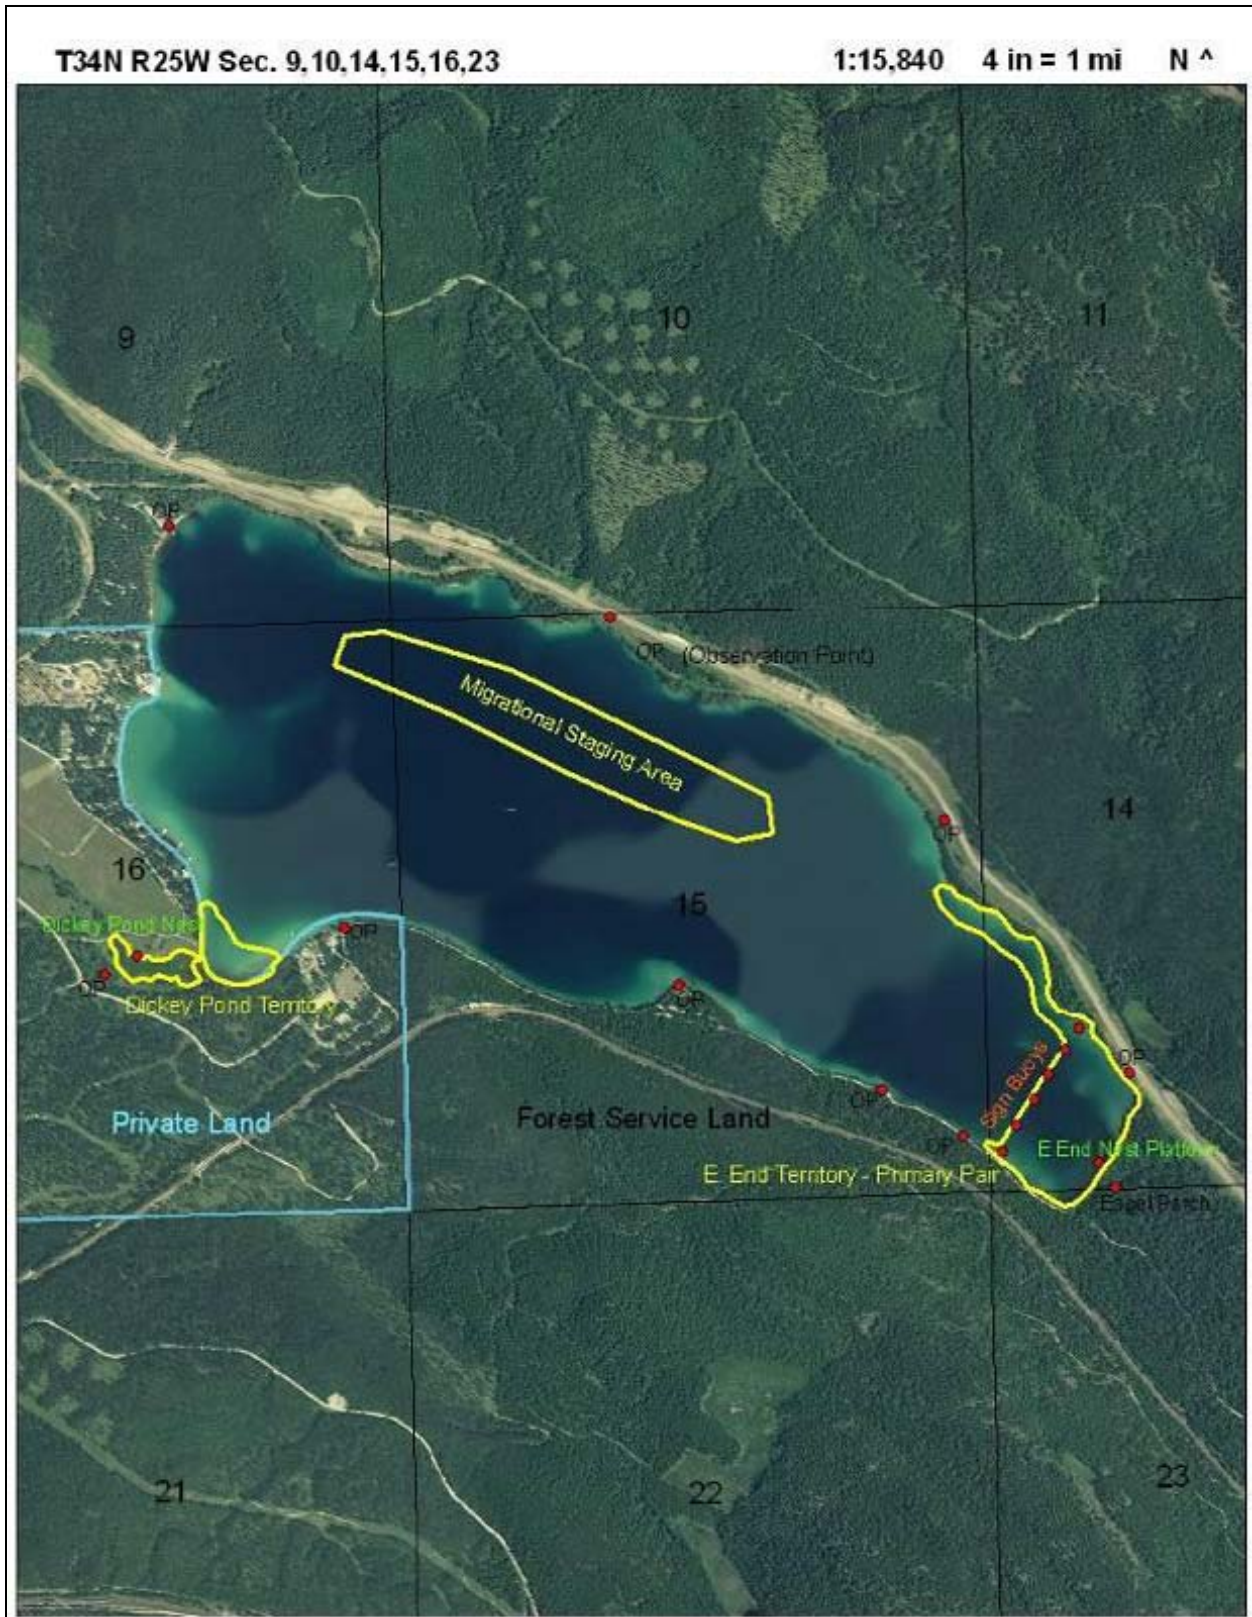 T34N R25W Sec. 9,10,14,15,16,23 1:15,840 4 in = 1 mi N ^
9
10
11
OP
OP (Observation Point)
Migrational Staging Area
14
OP
16
15
Dickey Pond Nest
OP
OP
OP
Dickey Pond Territory
Sign Buoys
OP
OP
Private Land
Forest Service Land
OP
E End Nest Platform
E. End Territory - Primary Pair
Perch
21
22
23